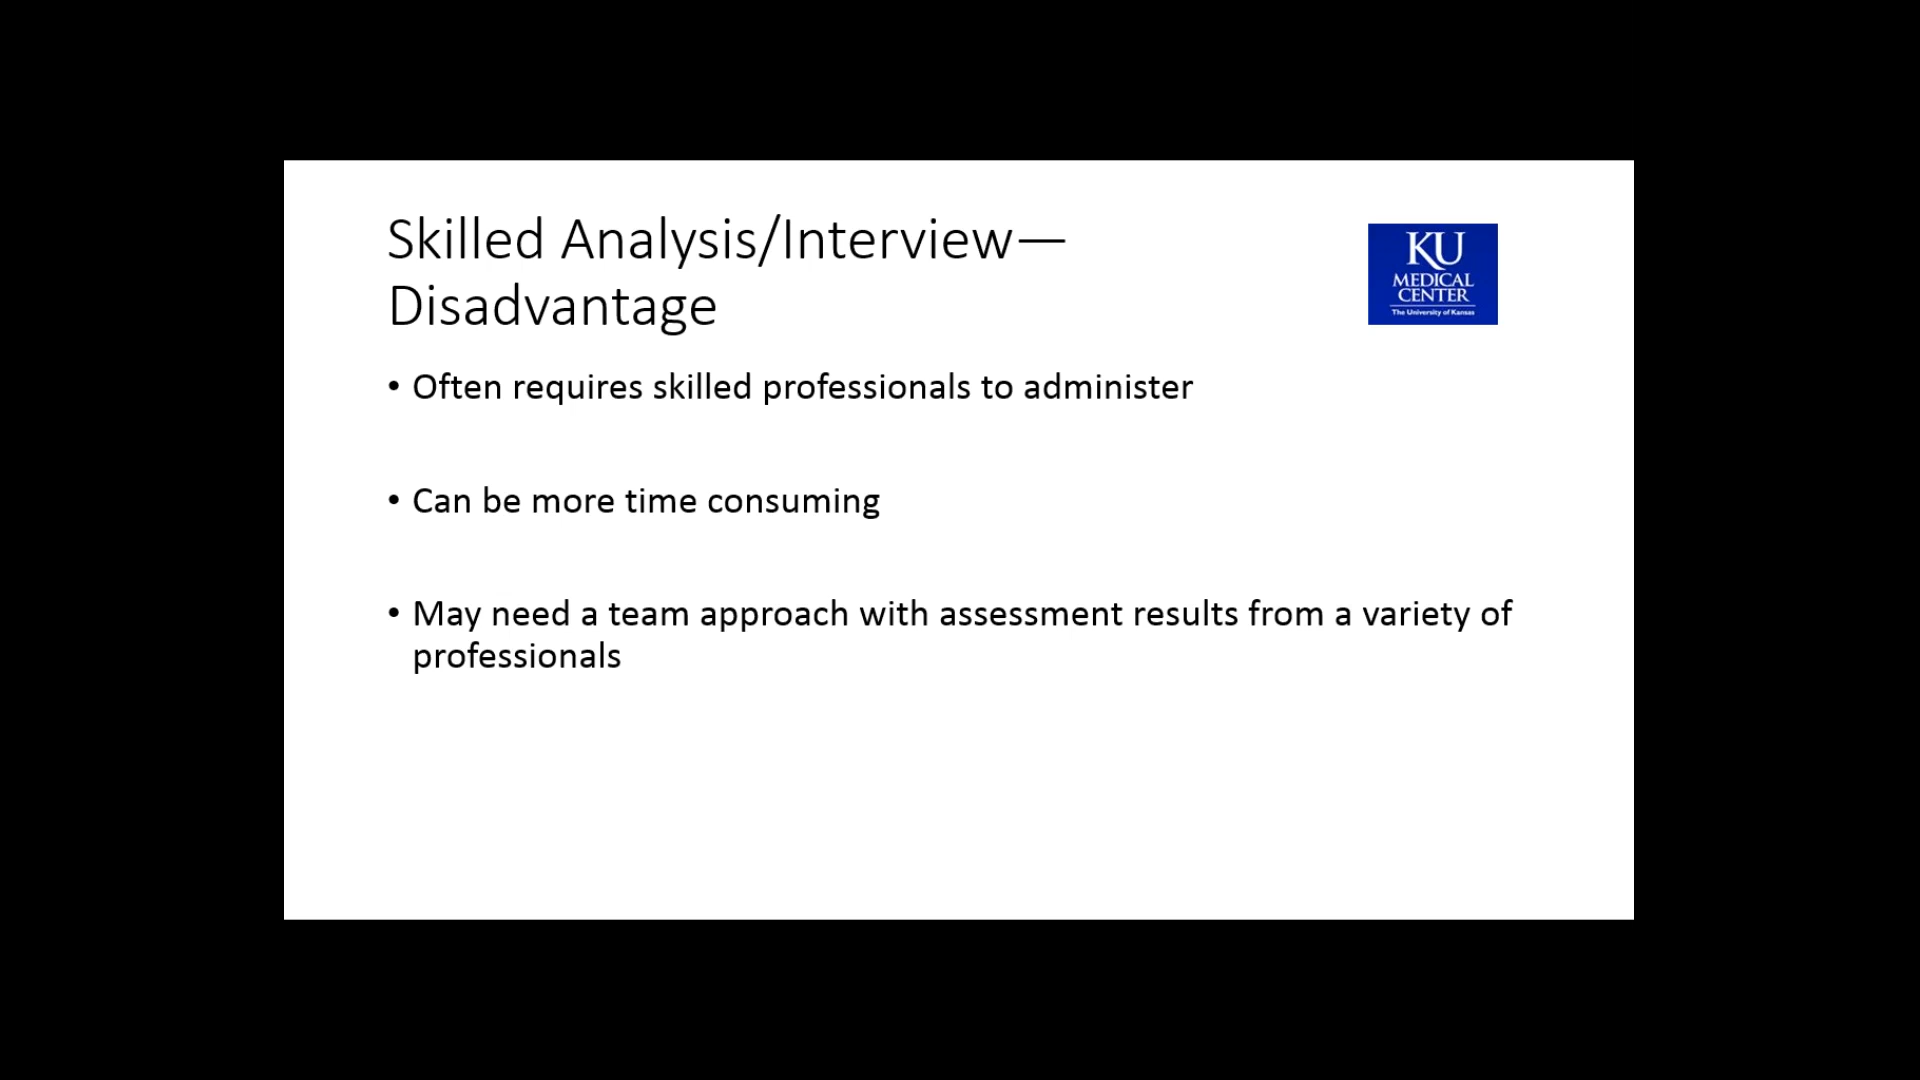 Skilled Analysis/Interview—
Disadvantage
KU
MEDICAL
CENTER
The University of Kansas
• Often requires skilled professionals to administer
• Can be more time consuming
• May need a team approach with assessment results from a variety of
professionals